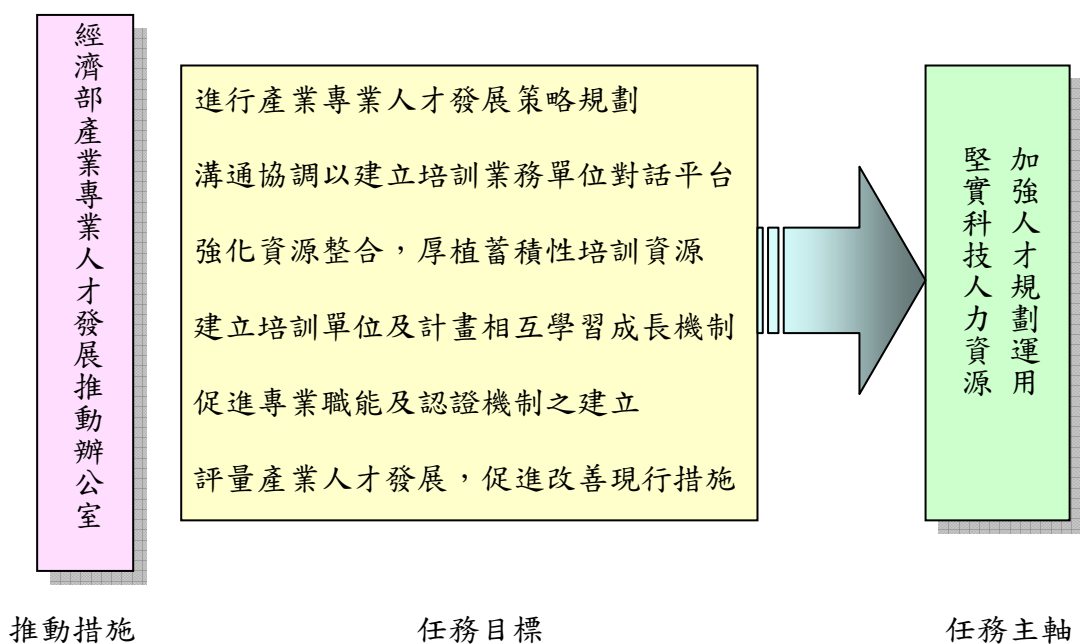 經濟部產業專業人才發展推動辦公室
進行產業專業人才發展策略規劃
溝通協調以建立培訓業務單位對話平台
強化資源整合，厚植蓄積性培訓資源
建立培訓單位及計畫相互學習成長機制
促進專業職能及認證機制之建立
評量產業人才發展，促進改善現行措施
加強人才規劃運用
堅實科技人力資源
推動措施
任務目標
任務主軸